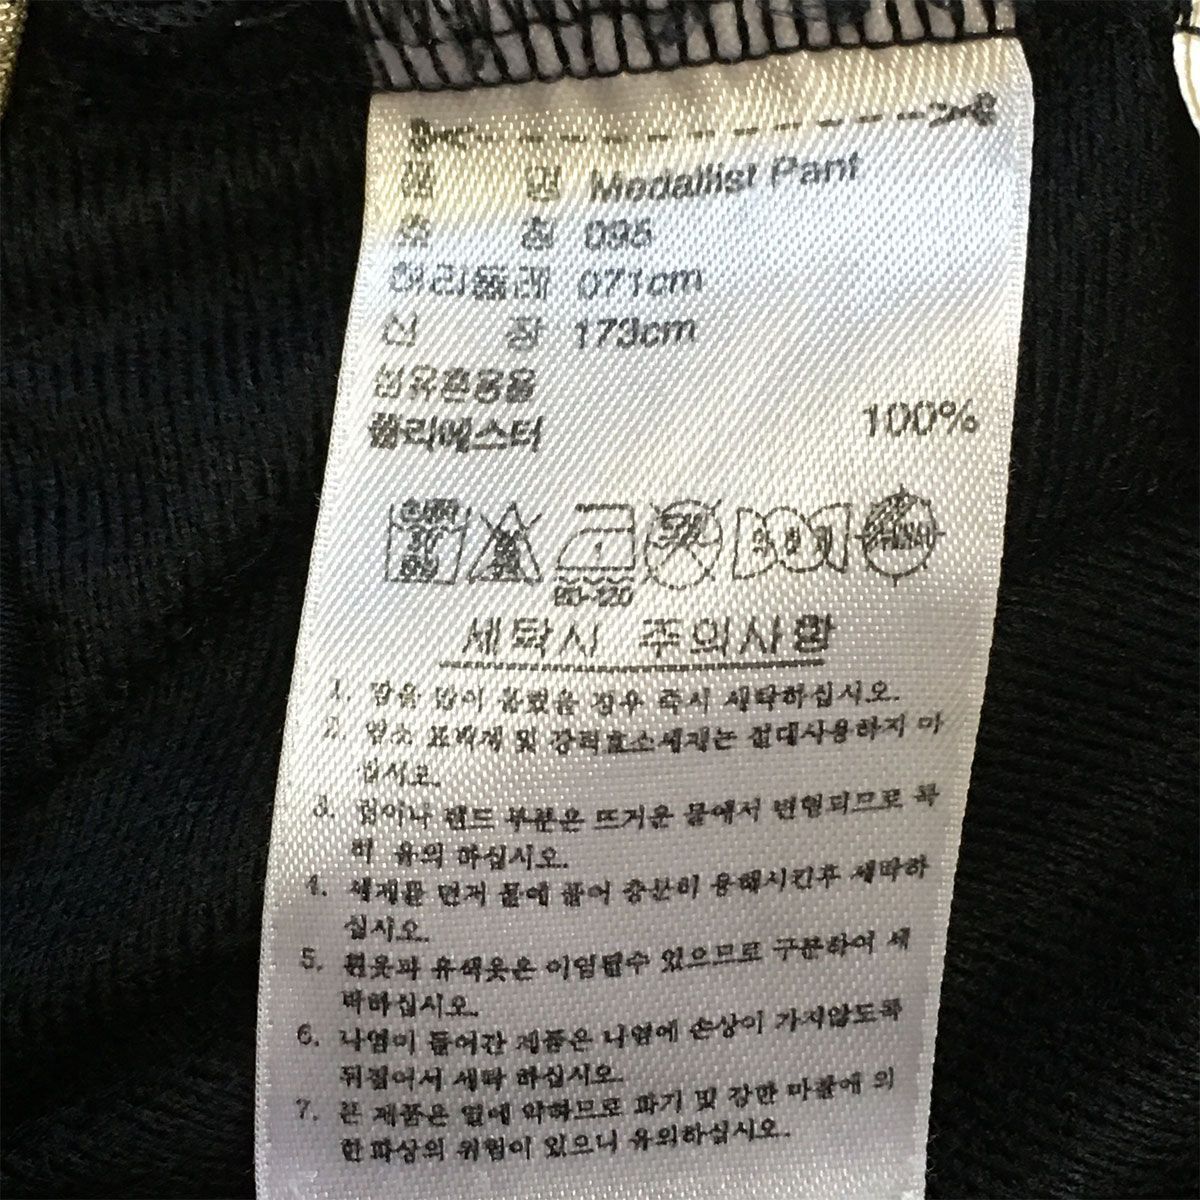 품 명 Medallist Pant
호 칭 095
허리둘레 071cm
신 장 173cm
섬유혼용율
폴리에스터 100%
80-120
세탁시 주의사항
1. 땀을 많이 흘렸을 경우 즉시 세탁하십시오.
2. 염소 표백제 및 강력효소세제는 절대사용하지 마
십시오.
3. 프린이나 밴드 부분은 뜨거운 물에서 변형되므로 특
히 유의 하십시오.
4. 세제를 먼저 물에 풀어 충분히 용해시킨후 세탁하
십시오.
5. 흰옷과 유색옷은 이염될수 있으므로 구분하여 세
탁하십시오.
6. 나염이 들어간 제품은 나염에 손상이 가지않도록
뒤집어서 세탁 하십시오.
7. 본 제품은 열에 약하므로 화기 및 강한 마찰에 의
한 파상의 위험이 있으니 유의하십시오.